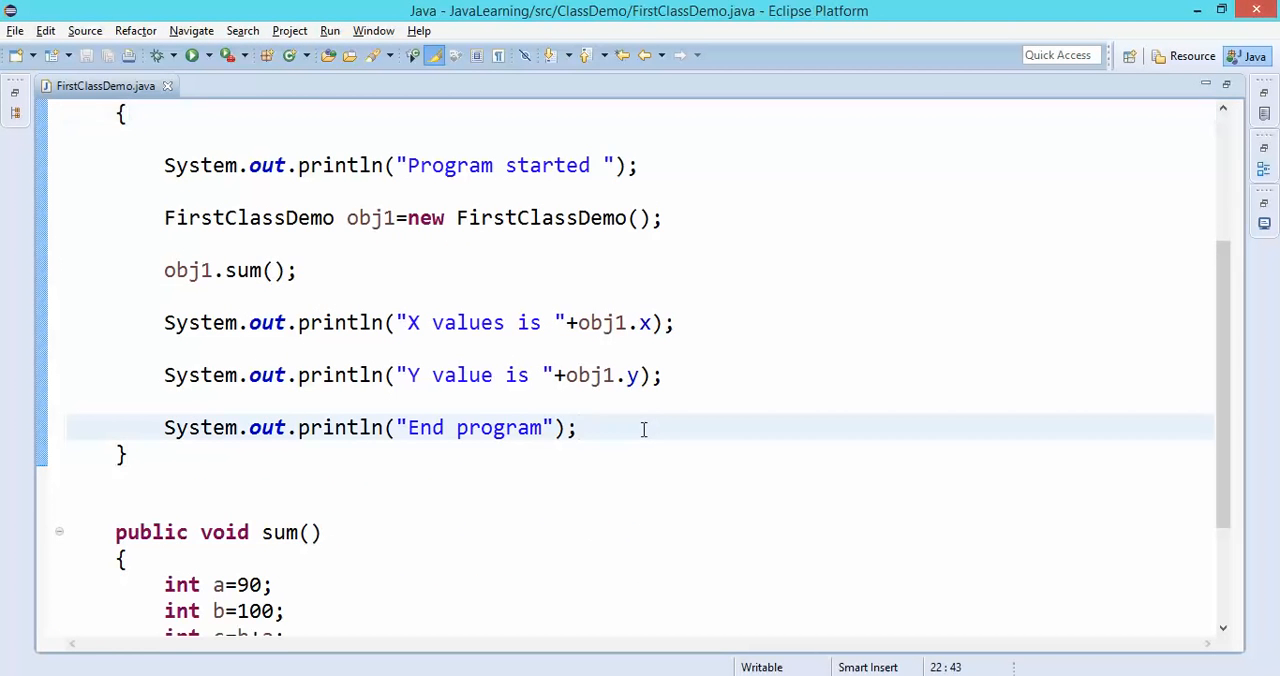 Java - JavaLearning/src/ClassDemo/FirstClassDemo.java - Eclipse Platform
File Edit Source Refactor Navigate Search Project Run Window Help
Quick Access Resource Java
FirstClassDemo.java
{
System.out.println("Program started ");
FirstClassDemo obj1=new FirstClassDemo();
obj1.sum();
System.out.println("X values is "+obj1.x);
System.out.println("Y value is "+obj1.y);
System.out.println("End program");
}
public void sum()
{
int a=90;
int b=100;
int c=b+a;
Writable Smart Insert 22 : 43